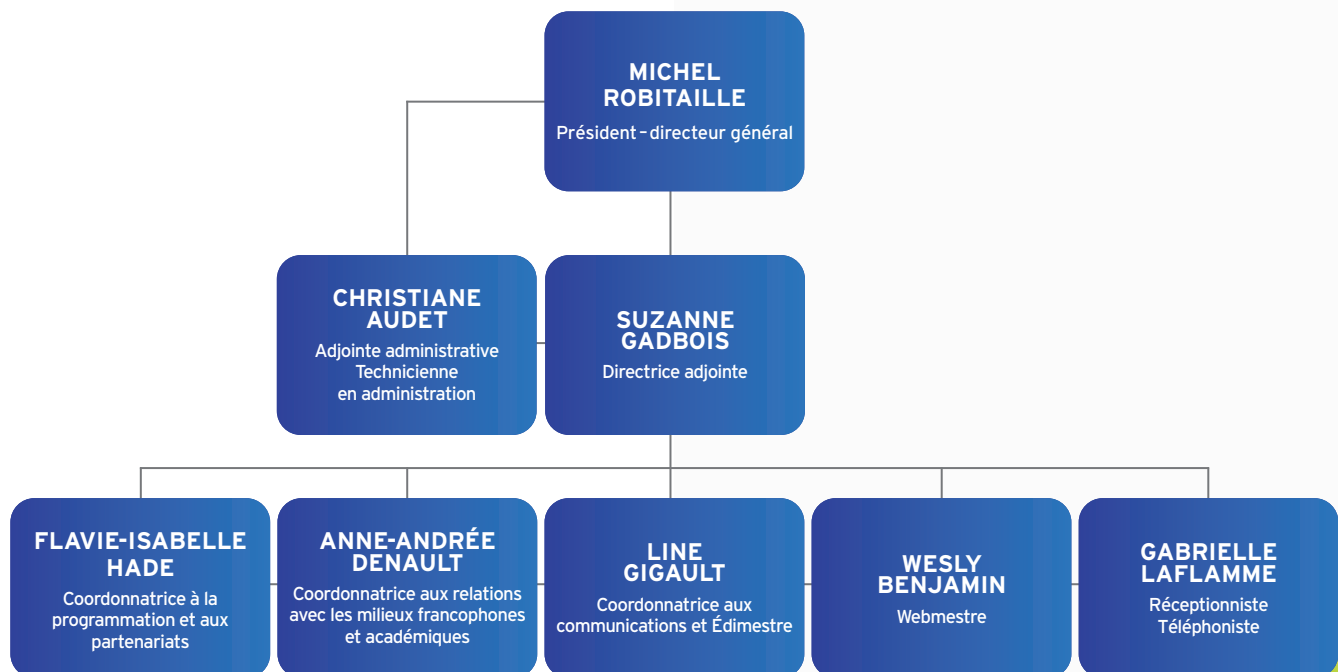 MICHEL
ROBITAILLE
Président – directeur général
CHRISTIANE
AUDET
Adjointe administrative
Technicienne
en administration
SUZANNE
GADBOIS
Directrice adjointe
FLAVIE-ISABELLE
HADE
Coordonnatrice à la
programmation et aux
partenariats
ANNE-ANDRÉE
DENAULT
Coordonnatrice aux relations
avec les milieux francophones
et académiques
LINE
GIGAULT
Coordonnatrice aux
communications et Édimestre
WESLY
BENJAMIN
Webmestre
GABRIELLE
LAFLAMME
Réceptionniste
Téléphoniste